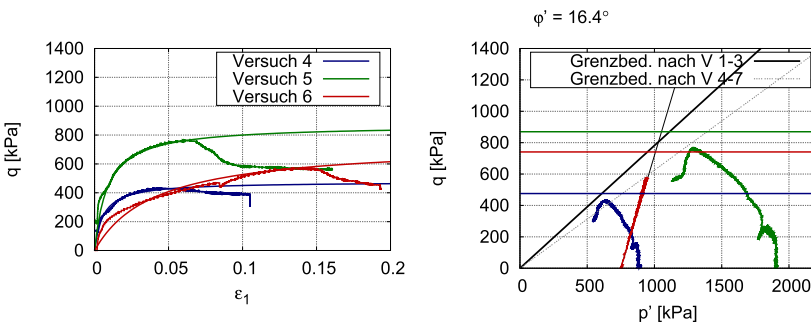 φ' = 16.4°
1400
1200
1000
800
600
400
200
0
q [kPa]
Versuch 4
Versuch 5
Versuch 6
0
0.05
0.1
0.15
0.2
ε1
1400
1200
1000
800
600
400
200
0
q [kPa]
Grenzbed. nach V 1-3
Grenzbed. nach V 4-7
0
500
1000
1500
2000
p' [kPa]